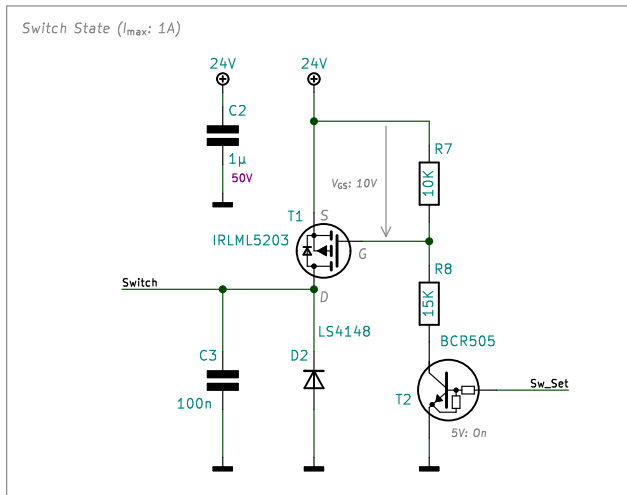 Switch State (Imax: 1A)
24V
24V
C2
1µ
50V
R7
10K
VGS: 10V
T1
S
IRLML5203
G
R8
15K
Switch
D
LS4148
BCR505
C3
100n
D2
T2
Sw_Set
5V: On